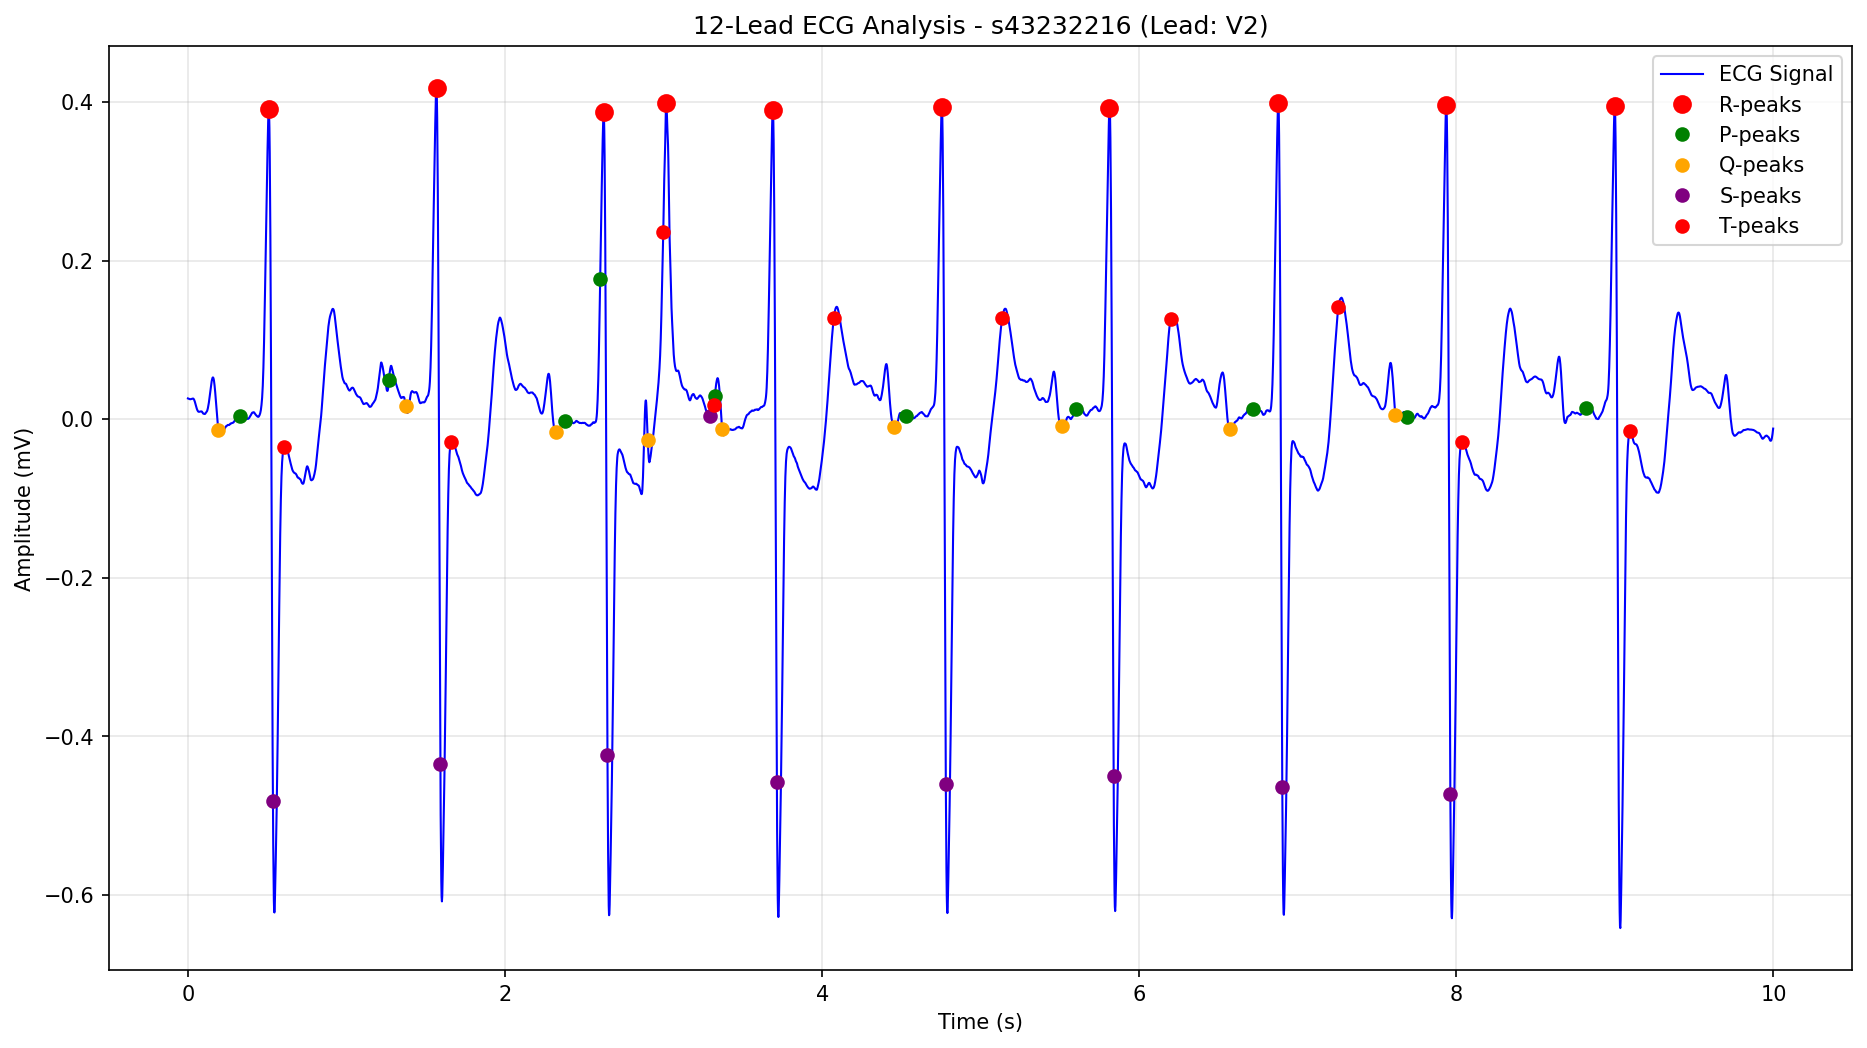 12-Lead ECG Analysis - s43232216 (Lead: V2)
ECG Signal
R-peaks
P-peaks
Q-peaks
S-peaks
T-peaks
Amplitude (mV)
0.4
0.2
0.0
−0.2
−0.4
−0.6
0 2 4 6 8 10
Time (s)